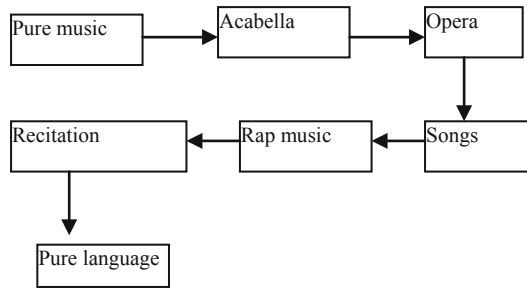 Pure music
Acabella
Opera
Songs
Rap music
Recitation
Pure language